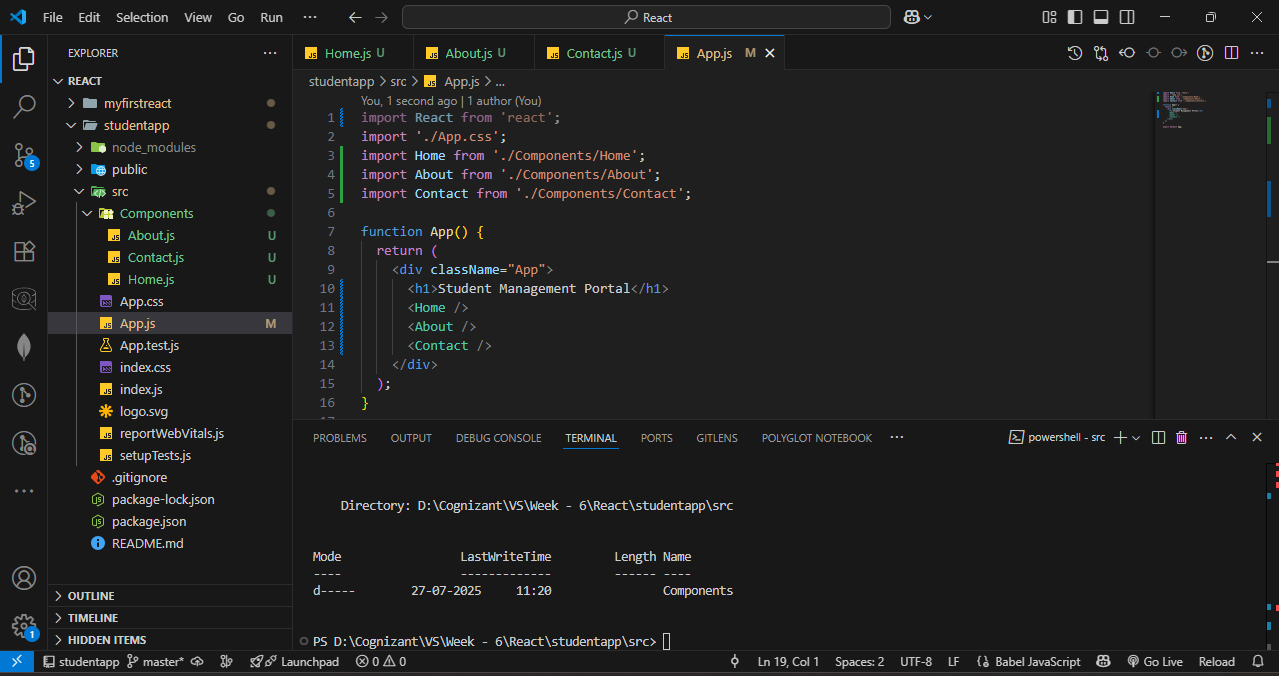 File Edit Selection View Go Run ··· React
EXPLORER ···
REACT
myfirstreact
studentapp
node_modules
public
src
Components
About.js U
Contact.js U
Home.js U
App.css
App.js M
App.test.js
index.css
index.js
logo.svg
reportWebVitals.js
setupTests.js
.gitignore
package-lock.json
package.json
README.md
OUTLINE
TIMELINE
HIDDEN ITEMS
5
1
Home.js U About.js U Contact.js U App.js M
studentapp > src > App.js > ...
You, 1 second ago | 1 author (You)
1 import React from 'react';
2 import './App.css';
3 import Home from './Components/Home';
4 import About from './Components/About';
5 import Contact from './Components/Contact';
6
7 function App() {
8 return (
9 <div className="App">
10 <h1>Student Management Portal</h1>
11 <Home />
12 <About />
13 <Contact />
14 </div>
15 );
16 }
PROBLEMS OUTPUT DEBUG CONSOLE TERMINAL PORTS GITLENS POLYGLOT NOTEBOOK ··· powershell - src
Directory: D:\Cognizant\VS\Week - 6\React\studentapp\src
Mode LastWriteTime Length Name
---- ------------- ------ ----
d----- 27-07-2025 11:20 Components
PS D:\Cognizant\VS\Week - 6\React\studentapp\src>
studentapp master* Launchpad 0 0 Ln 19, Col 1 Spaces: 2 UTF-8 LF {} Babel JavaScript Go Live Reload